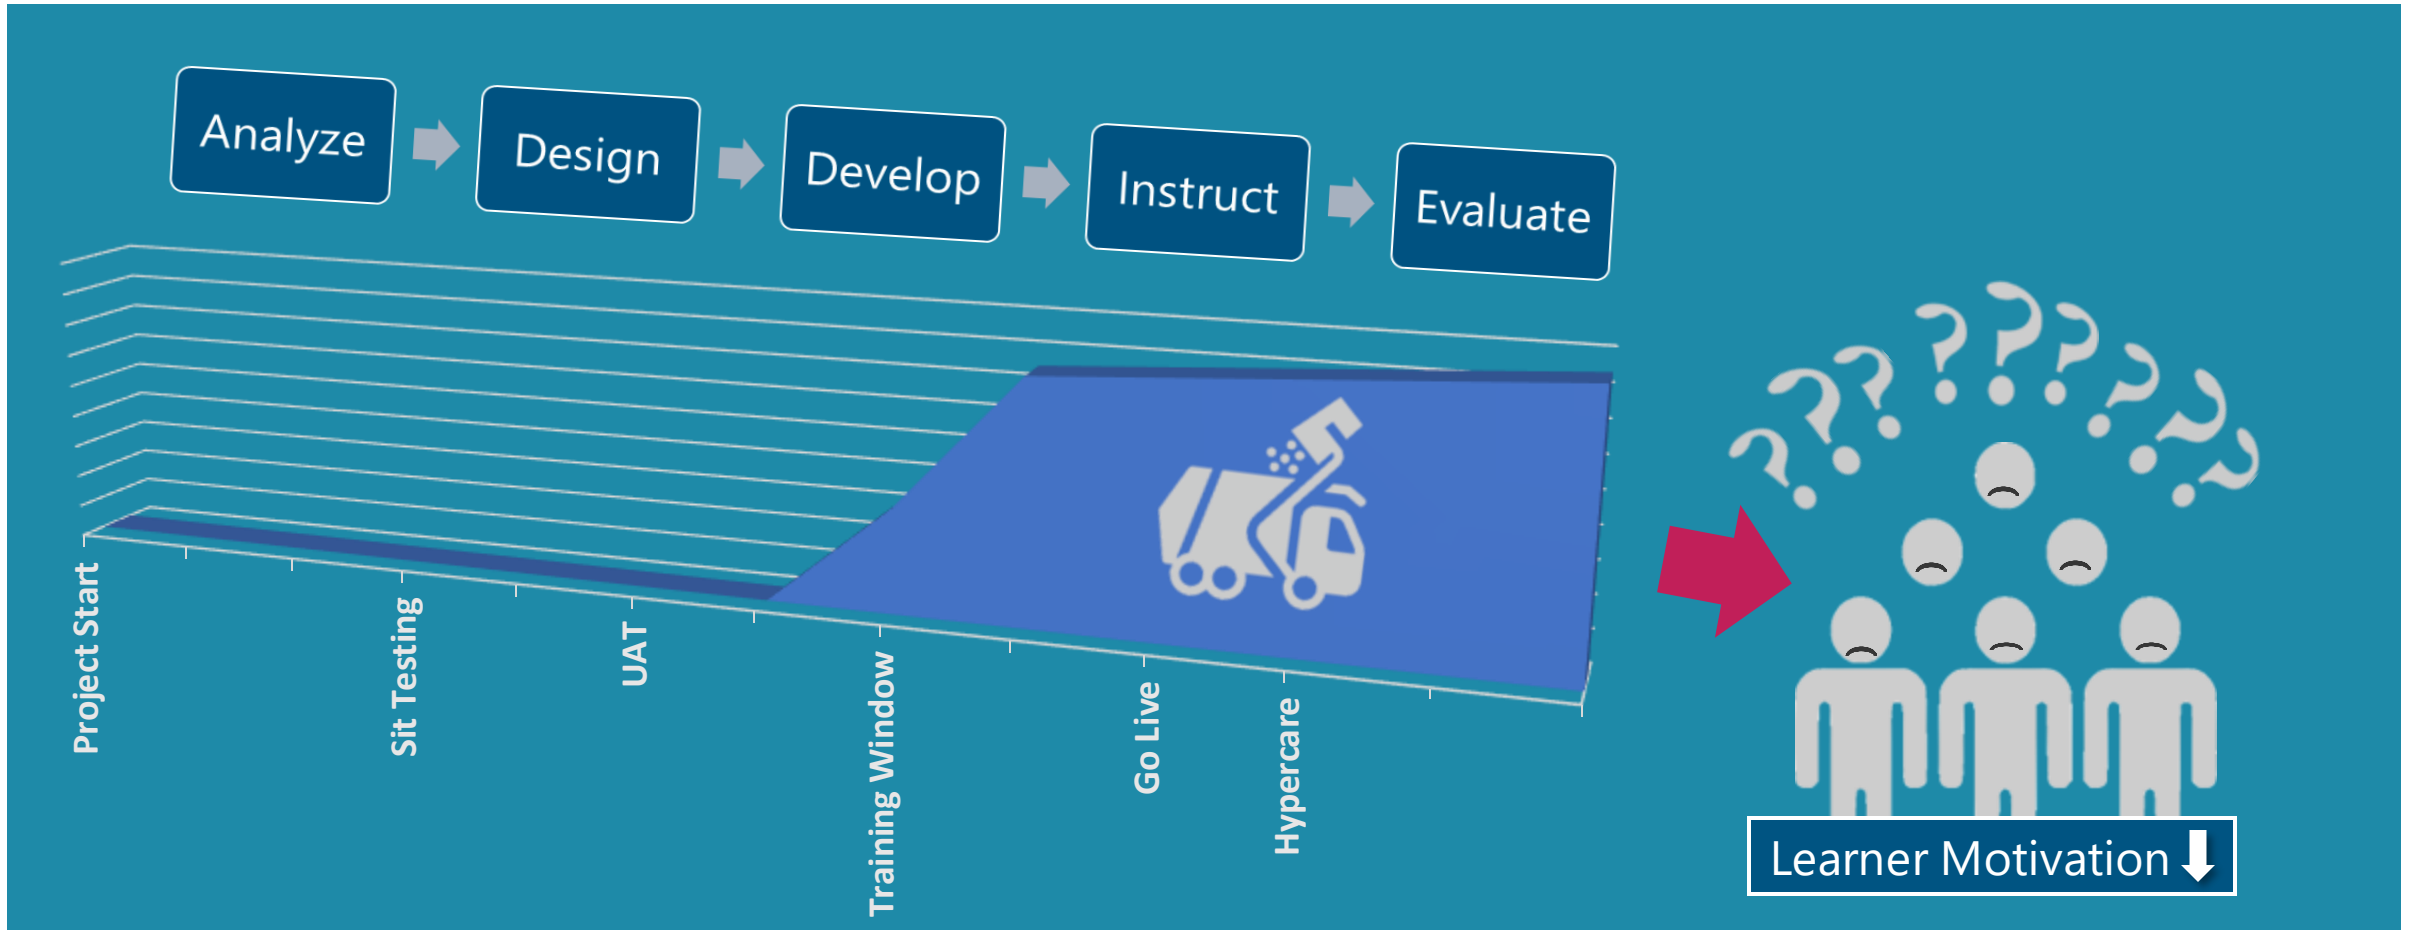 Analyze
Design
Develop
Instruct
Evaluate
? ? ? ? ? ? ? ? ?
Project Start
Sit Testing
UAT
Training Window
Go Live
Hypercare
Learner Motivation